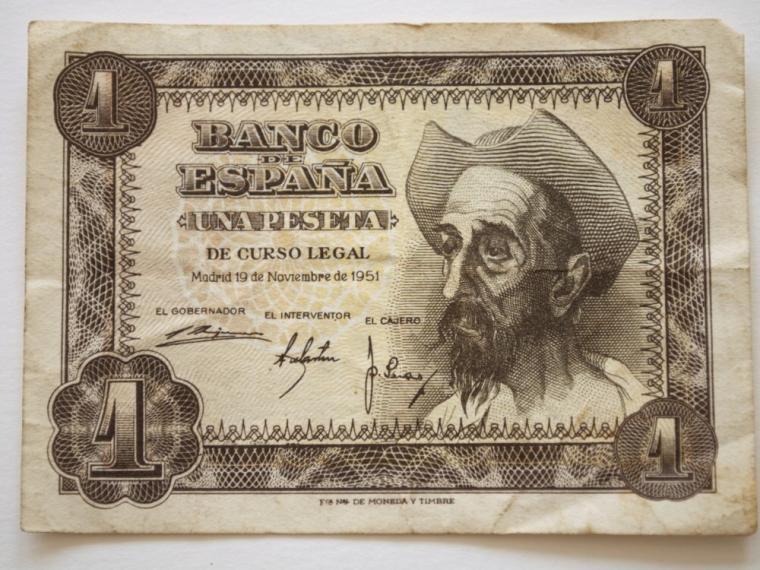 1
1
BANCO
DE
ESPAÑA
UNA PESETA
DE CURSO LEGAL
Madrid 19 de Noviembre de 1951
EL GOBERNADOR EL INTERVENTOR EL CAJERO
1
1
DE MONEDA Y TIMBRE